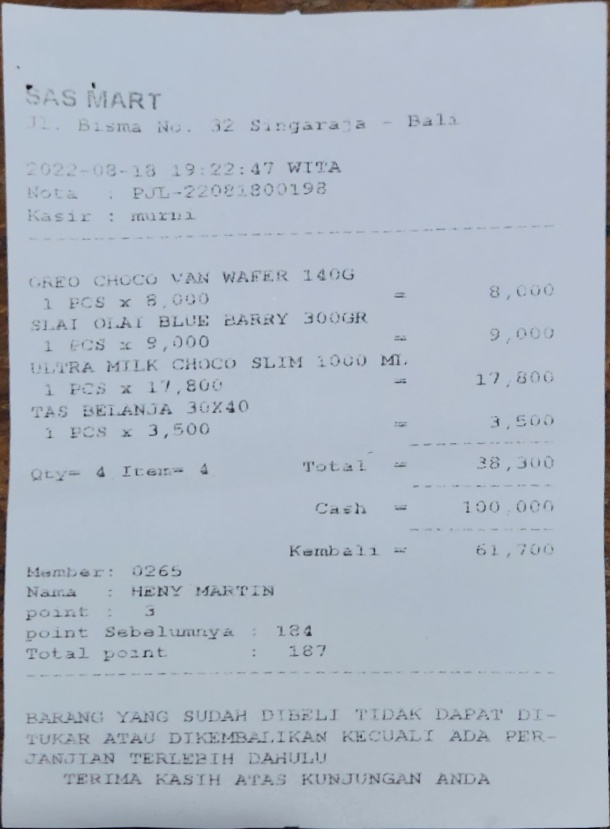 SAS MART
Jl. Bisma No. 32 Singaraja - Bali
2022-08-18 19:22:47 WITA
Nota : PJL-22081800198
Kasir : murni
OREO CHOCO VAN WAFER 140G
1 PCS x 8,000 = 8,000
SLAI OLAI BLUE BARRY 300GR
1 PCS x 9,000 = 9,000
ULTRA MILK CHOCO SLIM 1000 ML
1 PCS x 17,800 = 17,800
TAS BELANJA 30X40
1 PCS x 3,500 = 3,500
Qty= 4 Item= 4 Total = 38,300
Cash = 100,000
Kembali = 61,700
Member: 0265
Nama : HENY MARTIN
point : 3
point Sebelumnya : 184
Total point : 187
BARANG YANG SUDAH DIBELI TIDAK DAPAT DI-
TUKAR ATAU DIKEMBALIKAN KECUALI ADA PER-
JANJIAN TERLEBIH DAHULU
TERIMA KASIH ATAS KUNJUNGAN ANDA